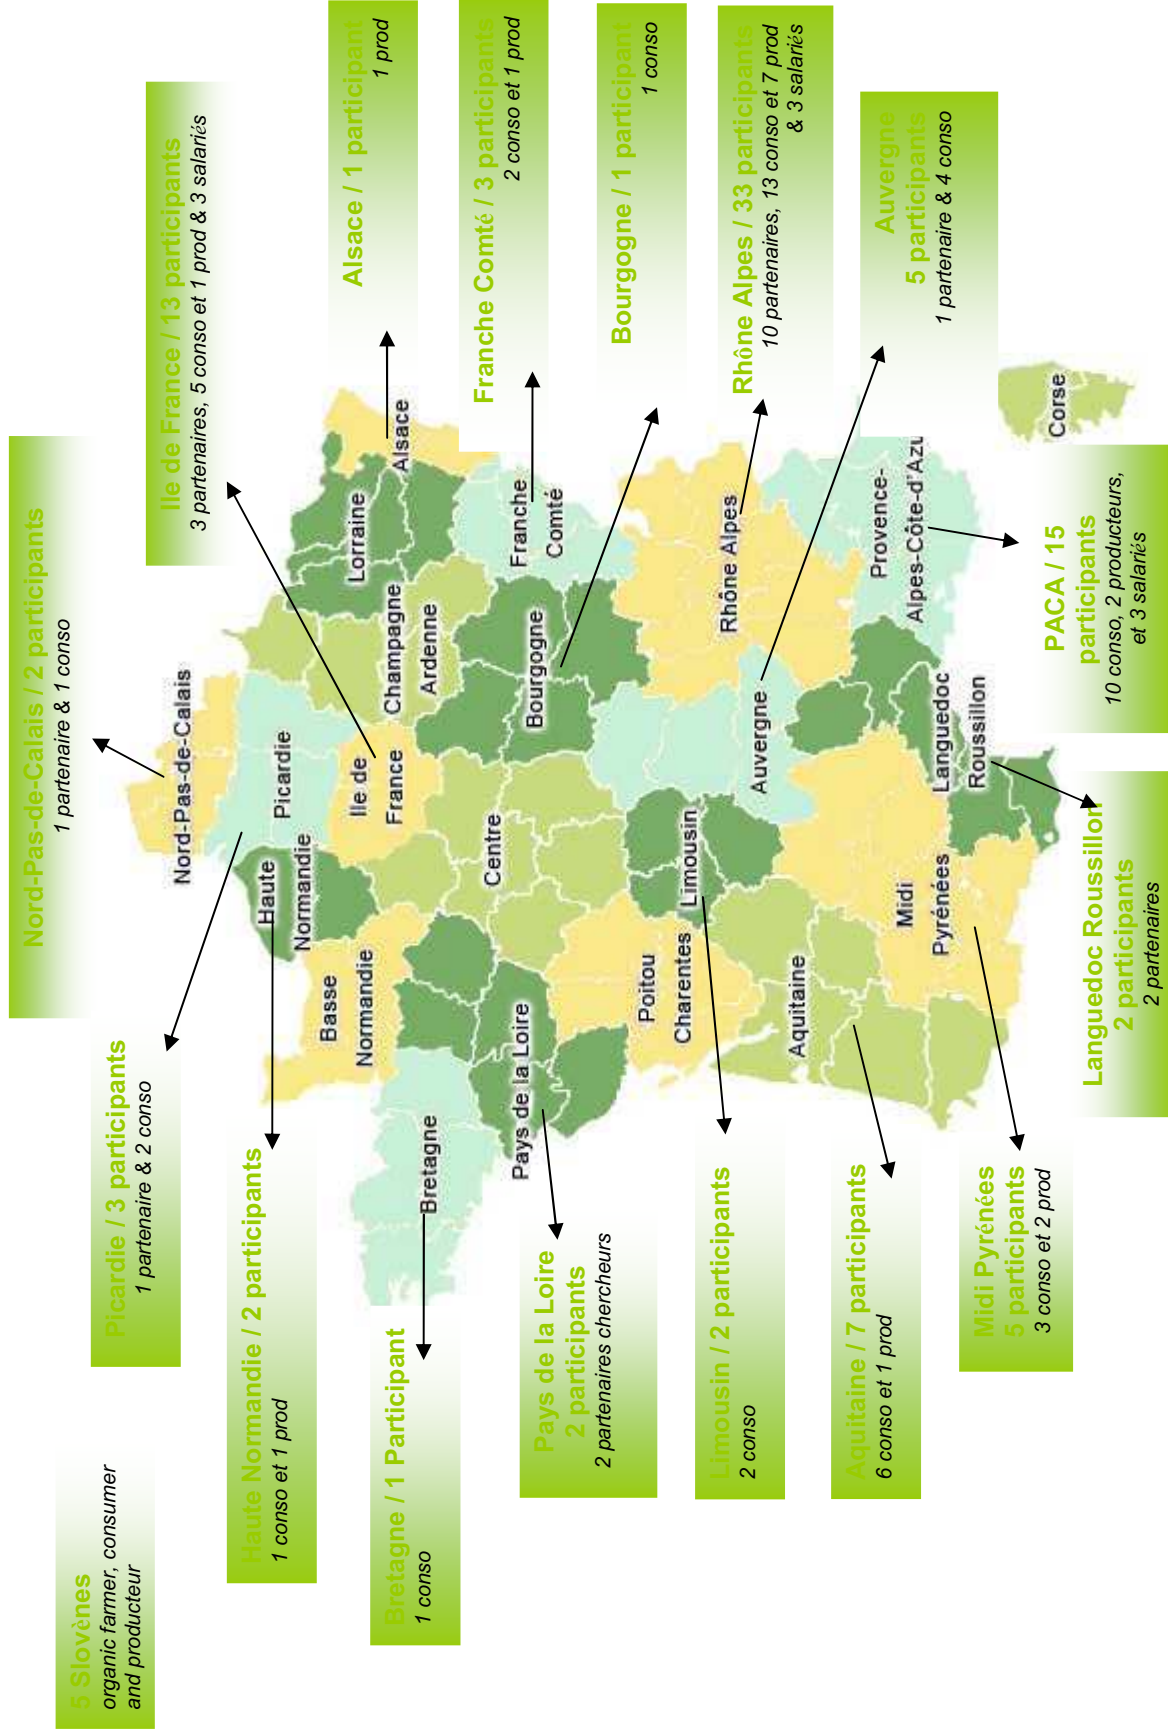 5 Slovènes
organic farmer, consumer
and producteur
Picardie / 3 participants
1 partenaire & 2 conso
Nord-Pas-de-Calais / 2 participants
1 partenaire & 1 conso
Ile de France / 13 participants
3 partenaires, 5 conso et 1 prod & 3 salariés
Haute Normandie / 2 participants
1 conso et 1 prod
Alsace / 1 participant
1 prod
Bretagne / 1 Participant
1 conso
Franche Comté / 3 participants
2 conso et 1 prod
Pays de la Loire
2 participants
2 partenaires chercheurs
Bourgogne / 1 participant
1 conso
Limousin / 2 participants
2 conso
Rhône Alpes / 33 participants
10 partenaires, 13 conso et 7 prod
& 3 salariés
Aquitaine / 7 participants
6 conso et 1 prod
Auvergne
5 participants
1 partenaire & 4 conso
Midi Pyrénées
5 participants
3 conso et 2 prod
Languedoc Roussillon
2 participants
2 partenaires
PACA / 15
participants
10 conso, 2 producteurs,
et 3 salariés
Nord-Pas-de-Calais
Picardie
Haute
Normandie
Basse
Normandie
Ile de
France
Champagne
Ardenne
Lorraine
Alsace
Bretagne
Pays de la Loire
Centre
Bourgogne
Franche
Comté
Poitou
Charentes
Limousin
Auvergne
Rhône Alpes
Aquitaine
Midi
Pyrénées
Languedoc
Roussillon
Provence-
Alpes-Côte-d'Azu
Corse